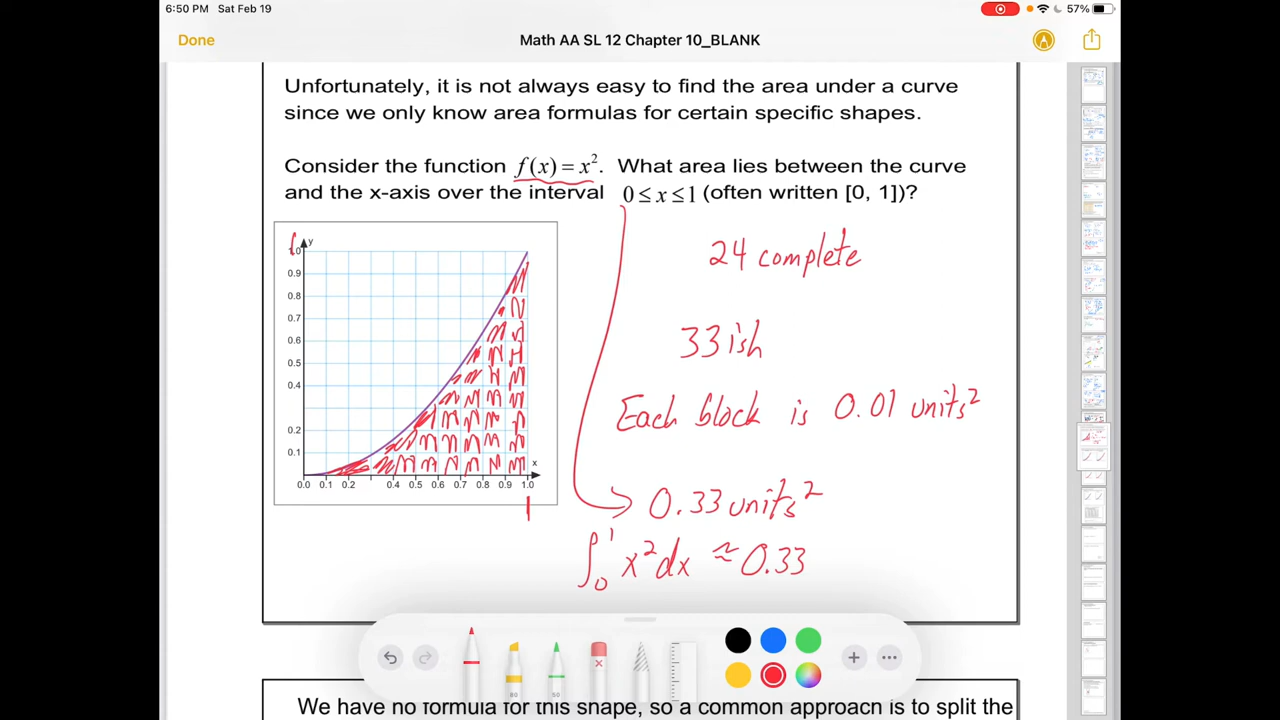 6:50 PM Sat Feb 19
57%
Done
Math AA SL 12 Chapter 10_BLANK
Unfortunately, it is not always easy to find the area under a curve
since we only know area formulas for certain specific shapes.
Consider the function f(x) = x². What area lies between the curve
and the x-axis over the interval 0 ≤ x ≤ 1 (often written [0, 1])?
y
1.0
0.9
0.8
0.7
0.6
0.5
0.4
0.2
0.1
x
0.0 0.1 0.2 0.4 0.5 0.6 0.7 0.8 0.9 1.0
1
24 complete
33ish
Each block is 0.01 units²
0.33 units²
∫₀¹ x² dx ≈ 0.33
We have no formula for this shape, so a common approach is to split the